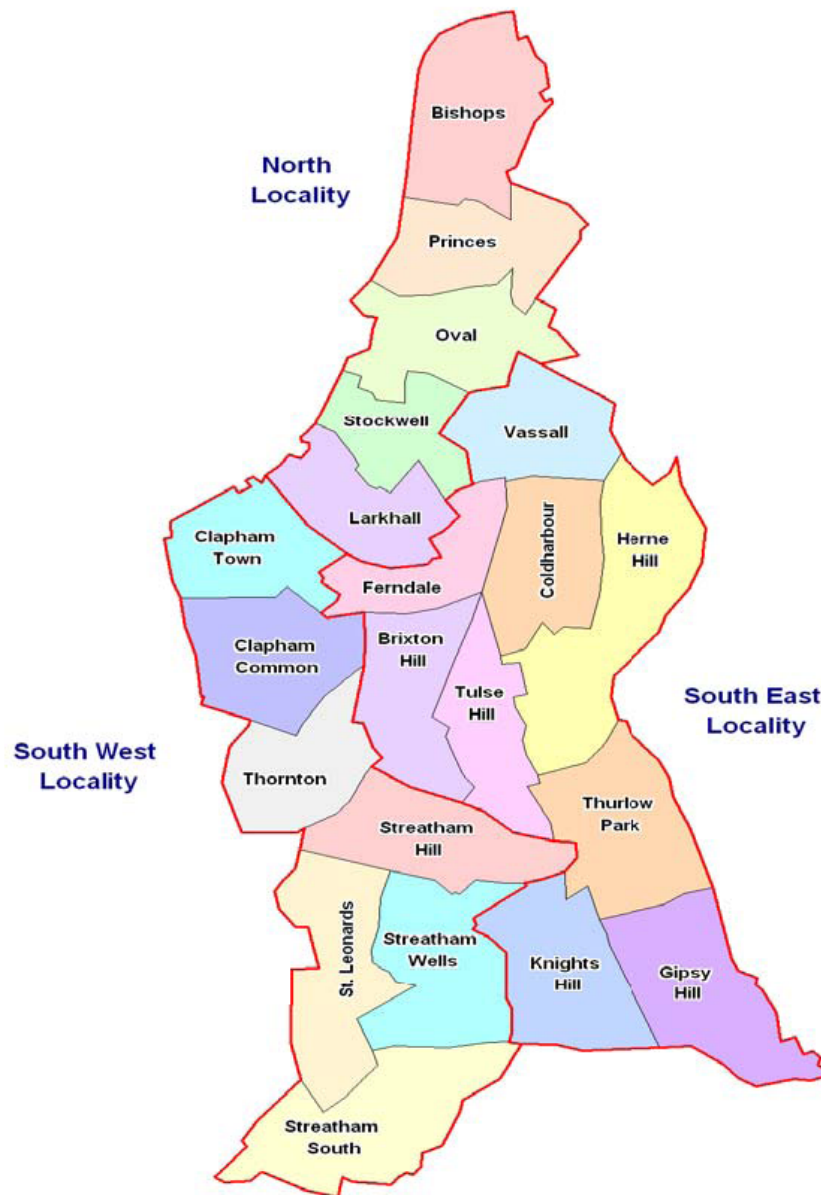 Bishops
North
Locality
Princes
Oval
Stockwell
Vassall
Larkhall
Clapham
Town
Ferndale
Coldharbour
Herne
Hill
Clapham
Common
Brixton
Hill
Tulse
Hill
South East
Locality
South West
Locality
Thornton
Thurlow
Park
Streatham
Hill
St. Leonards
Streatham
Wells
Knights
Hill
Gipsy
Hill
Streatham
South